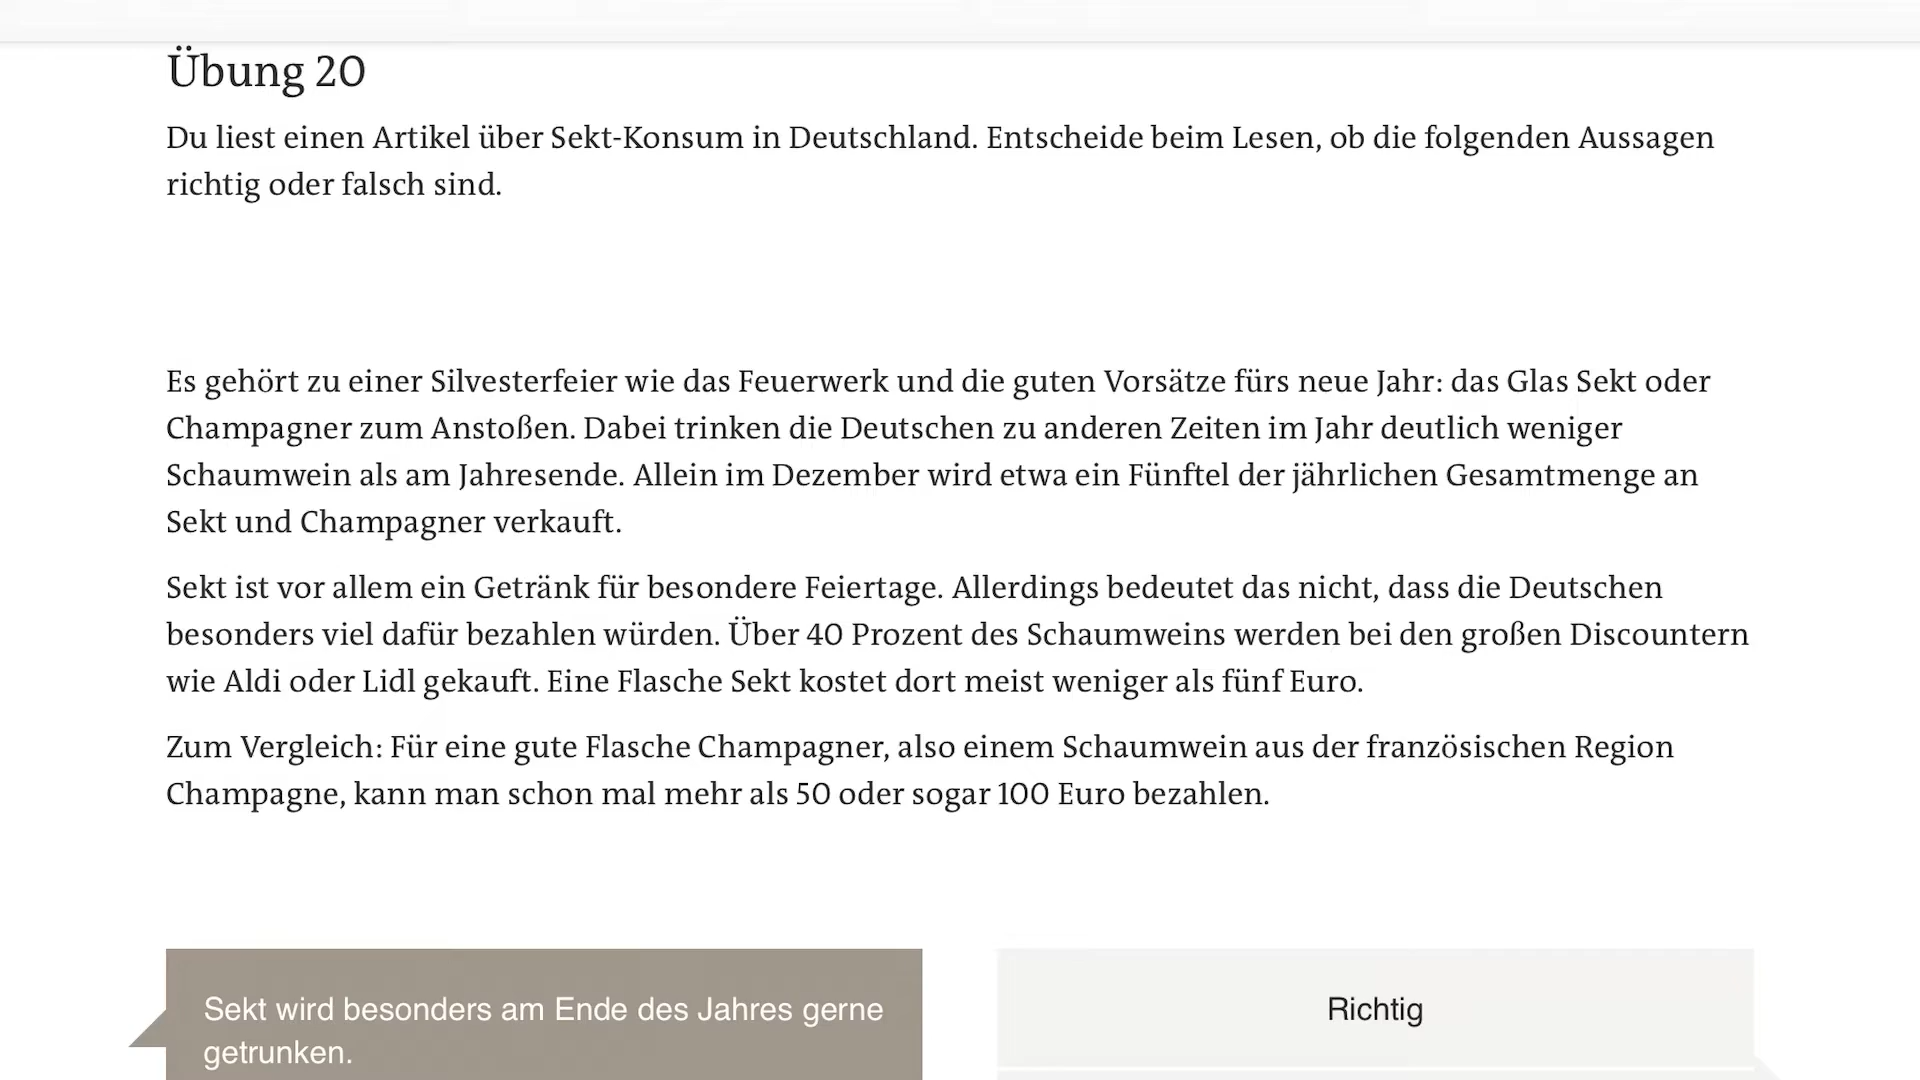 Übung 20
Du liest einen Artikel über Sekt-Konsum in Deutschland. Entscheide beim Lesen, ob die folgenden Aussagen
richtig oder falsch sind.
Es gehört zu einer Silvesterfeier wie das Feuerwerk und die guten Vorsätze fürs neue Jahr: das Glas Sekt oder
Champagner zum Anstoßen. Dabei trinken die Deutschen zu anderen Zeiten im Jahr deutlich weniger
Schaumwein als am Jahresende. Allein im Dezember wird etwa ein Fünftel der jährlichen Gesamtmenge an
Sekt und Champagner verkauft.
Sekt ist vor allem ein Getränk für besondere Feiertage. Allerdings bedeutet das nicht, dass die Deutschen
besonders viel dafür bezahlen würden. Über 40 Prozent des Schaumweins werden bei den großen Discountern
wie Aldi oder Lidl gekauft. Eine Flasche Sekt kostet dort meist weniger als fünf Euro.
Zum Vergleich: Für eine gute Flasche Champagner, also einem Schaumwein aus der französischen Region
Champagne, kann man schon mal mehr als 50 oder sogar 100 Euro bezahlen.
Sekt wird besonders am Ende des Jahres gerne
getrunken.
Richtig